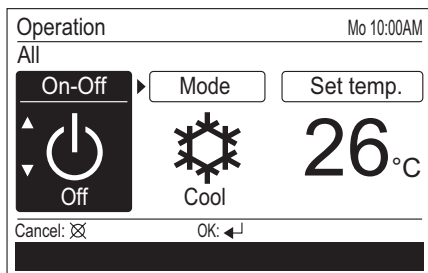 Operation Mo 10:00AM
All
On-Off Mode Set temp.
26°C
Off Cool
Cancel: OK: